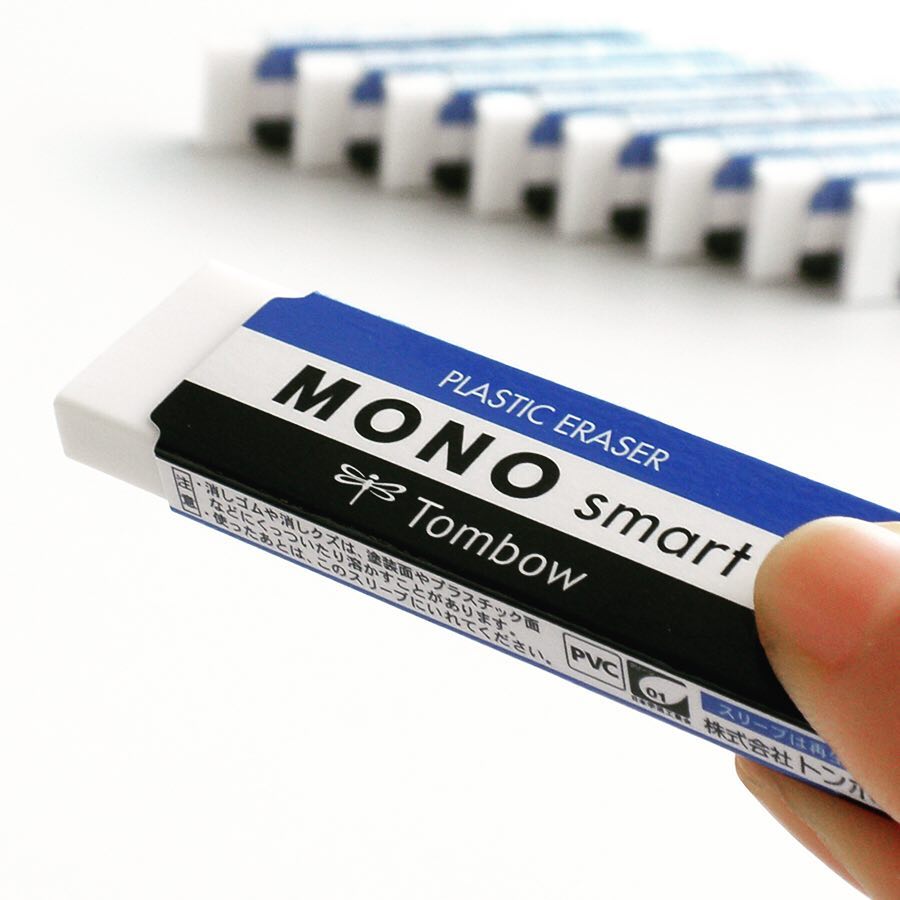 PLASTIC ERASER
MONO smart
Tombow
注意
・消しゴムや消しクズは、塗装面やプラスチック面
などにくっついたり溶かすことがあります。
・使ったあとは、このスリーブにいれてください。
PVC
01
スリーブは再生
株式会社トンボ